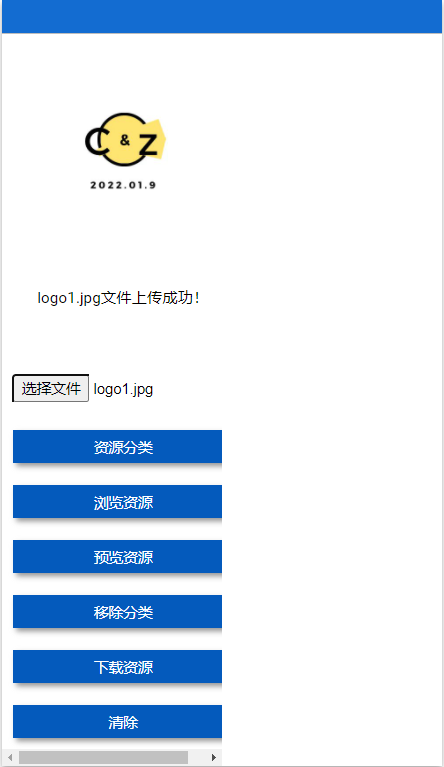 C & Z
2022.01.9
logo1.jpg文件上传成功！
选择文件 logo1.jpg
资源分类
浏览资源
预览资源
移除分类
下载资源
清除